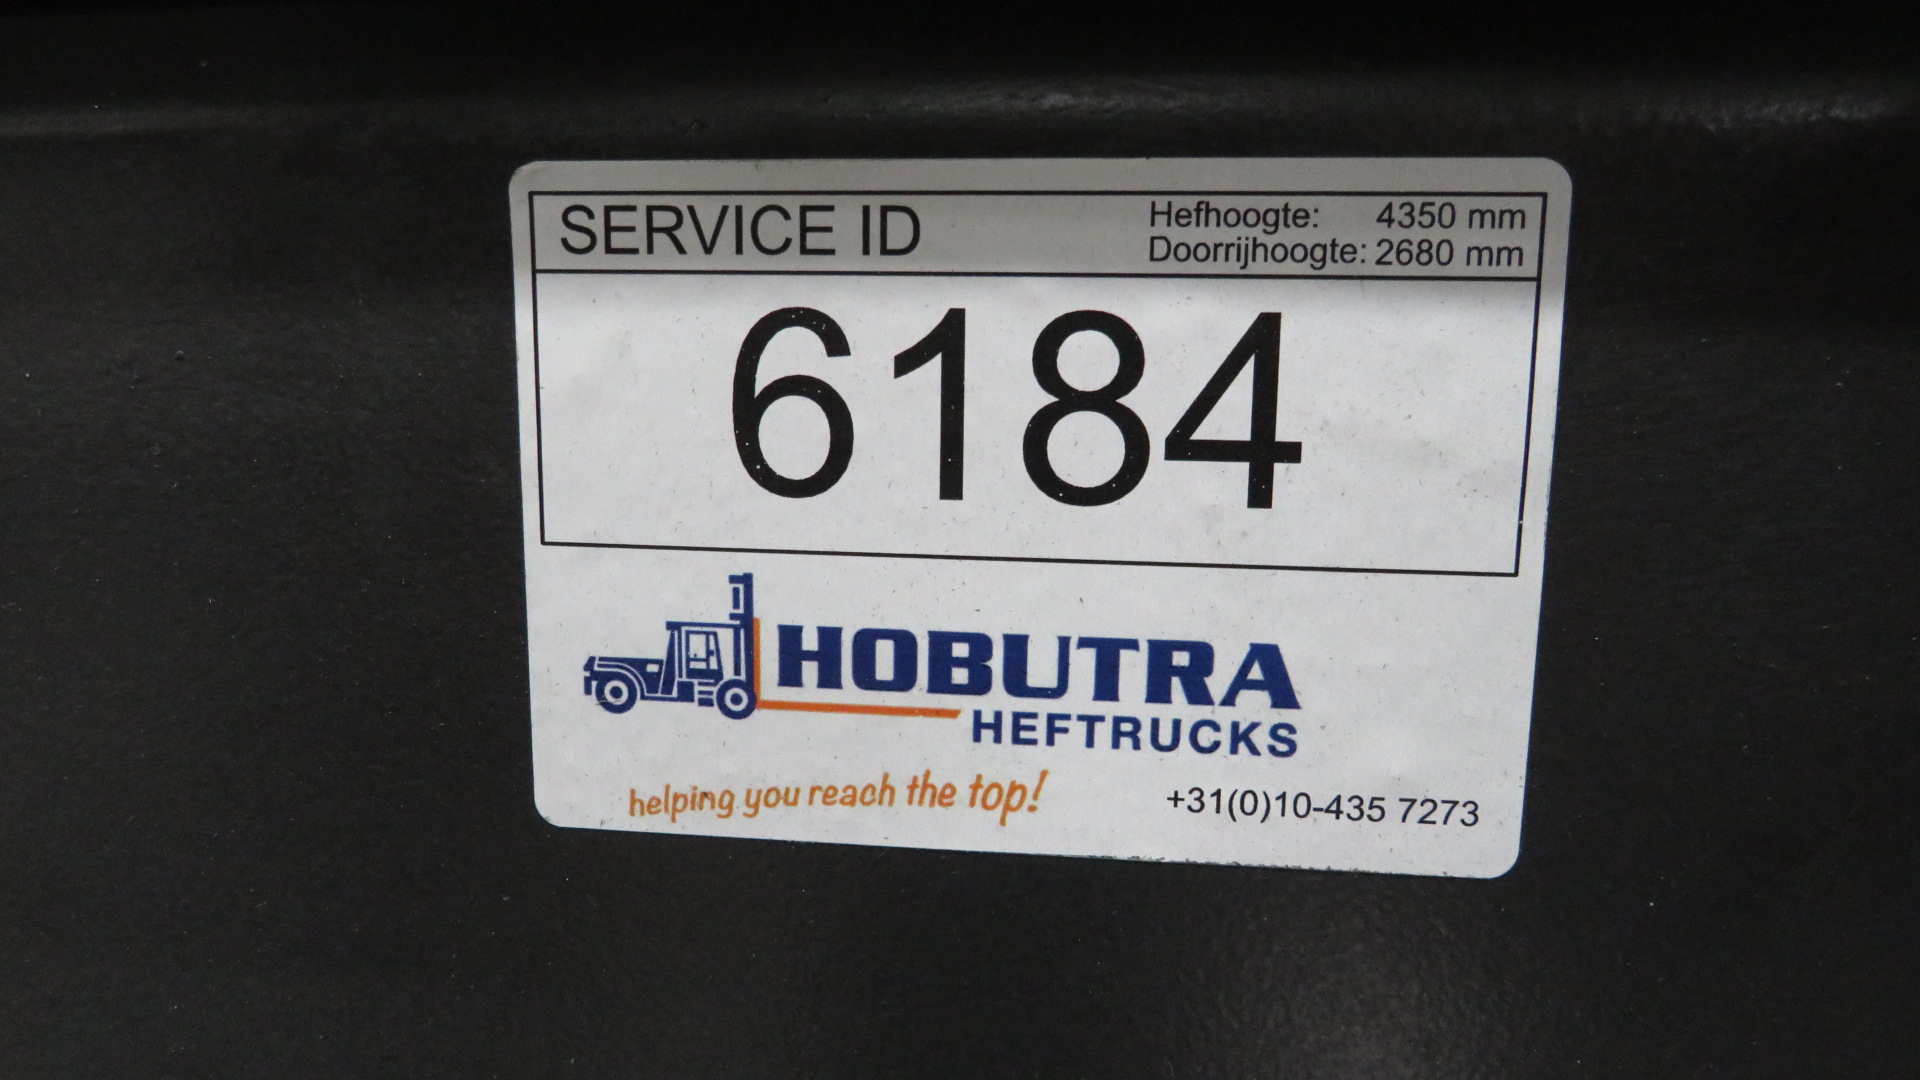 SERVICE ID
Hefhoogte: 4350 mm
Doorrijhoogte: 2680 mm
6184
HOBUTRA
HEFTRUCKS
helping you reach the top!
+31(0)10-435 7273